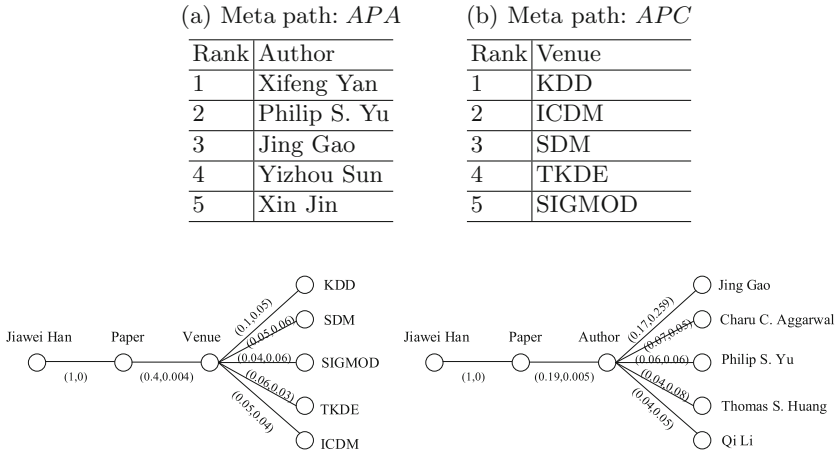 (a) Meta path: APA
Rank Author
1 Xifeng Yan
2 Philip S. Yu
3 Jing Gao
4 Yizhou Sun
5 Xin Jin
(b) Meta path: APC
Rank Venue
1 KDD
2 ICDM
3 SDM
4 TKDE
5 SIGMOD
Jiawei Han Paper Venue
(1,0) (0.4,0.004)
(0.1,0.05) KDD
(0.05,0.06) SDM
(0.04,0.06) SIGMOD
(0.06,0.03) TKDE
(0.05,0.04) ICDM
Jiawei Han Paper Author
(1,0) (0.19,0.005)
(0.17,0.259) Jing Gao
(0.07,0.05) Charu C. Aggarwal
(0.06,0.06) Philip S. Yu
(0.04,0.08) Thomas S. Huang
(0.04,0.05) Qi Li